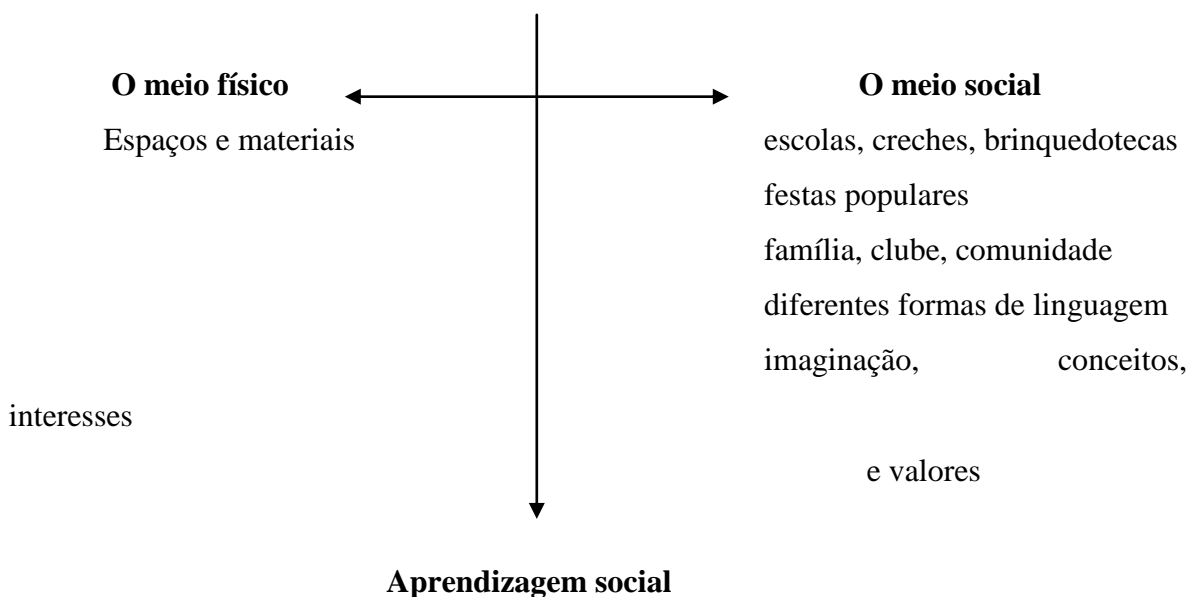 O meio físico
O meio social
Espaços e materiais
escolas, creches, brinquedotecas
festas populares
família, clube, comunidade
diferentes formas de linguagem
imaginação, conceitos,
interesses
e valores
Aprendizagem social